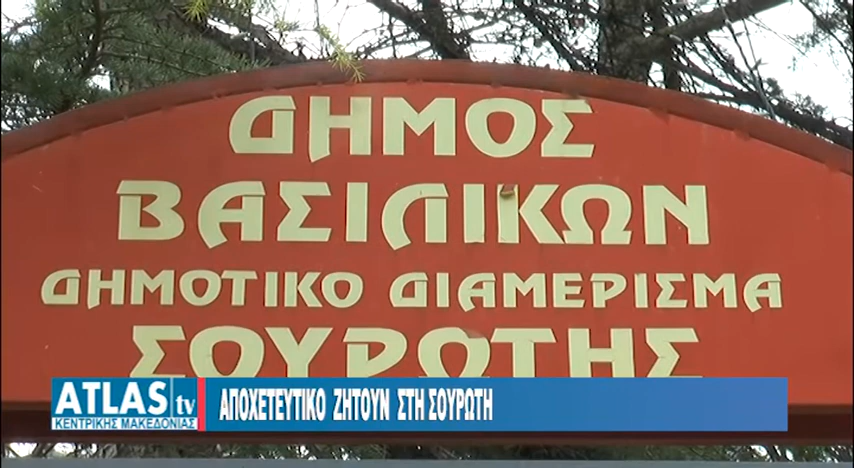 ΔΗΜΟΣ
ΒΑΣΙΛΙΚΩΝ
ΔΗΜΟΤΙΚΟ ΔΙΑΜΕΡΙΣΜΑ
ΣΟΥΡΩΤΗΣ
ATLAS tv
ΚΕΝΤΡΙΚΗΣ ΜΑΚΕΔΟΝΙΑΣ
ΑΠΟΧΕΤΕΥΤΙΚΟ ΖΗΤΟΥΝ ΣΤΗ ΣΟΥΡΩΤΗ